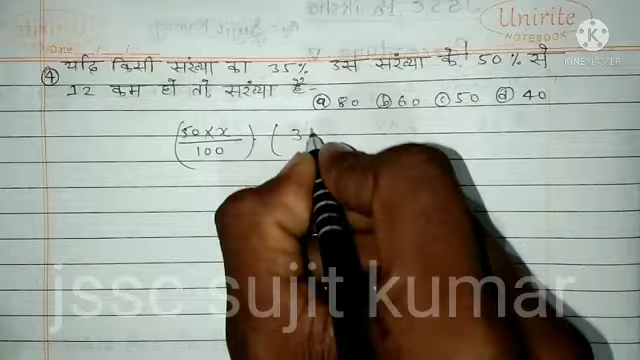 Unirite
NOTEBOOK
KINEMASTER
Date
④ यदि किसी संख्या का 35% उस संख्या के 50% से
12 कम हो तो, संख्या है-
ⓐ 80 ⓑ 60 ⓒ 50 ⓓ 40
(50×x/100) (3
jssc sujit kumar